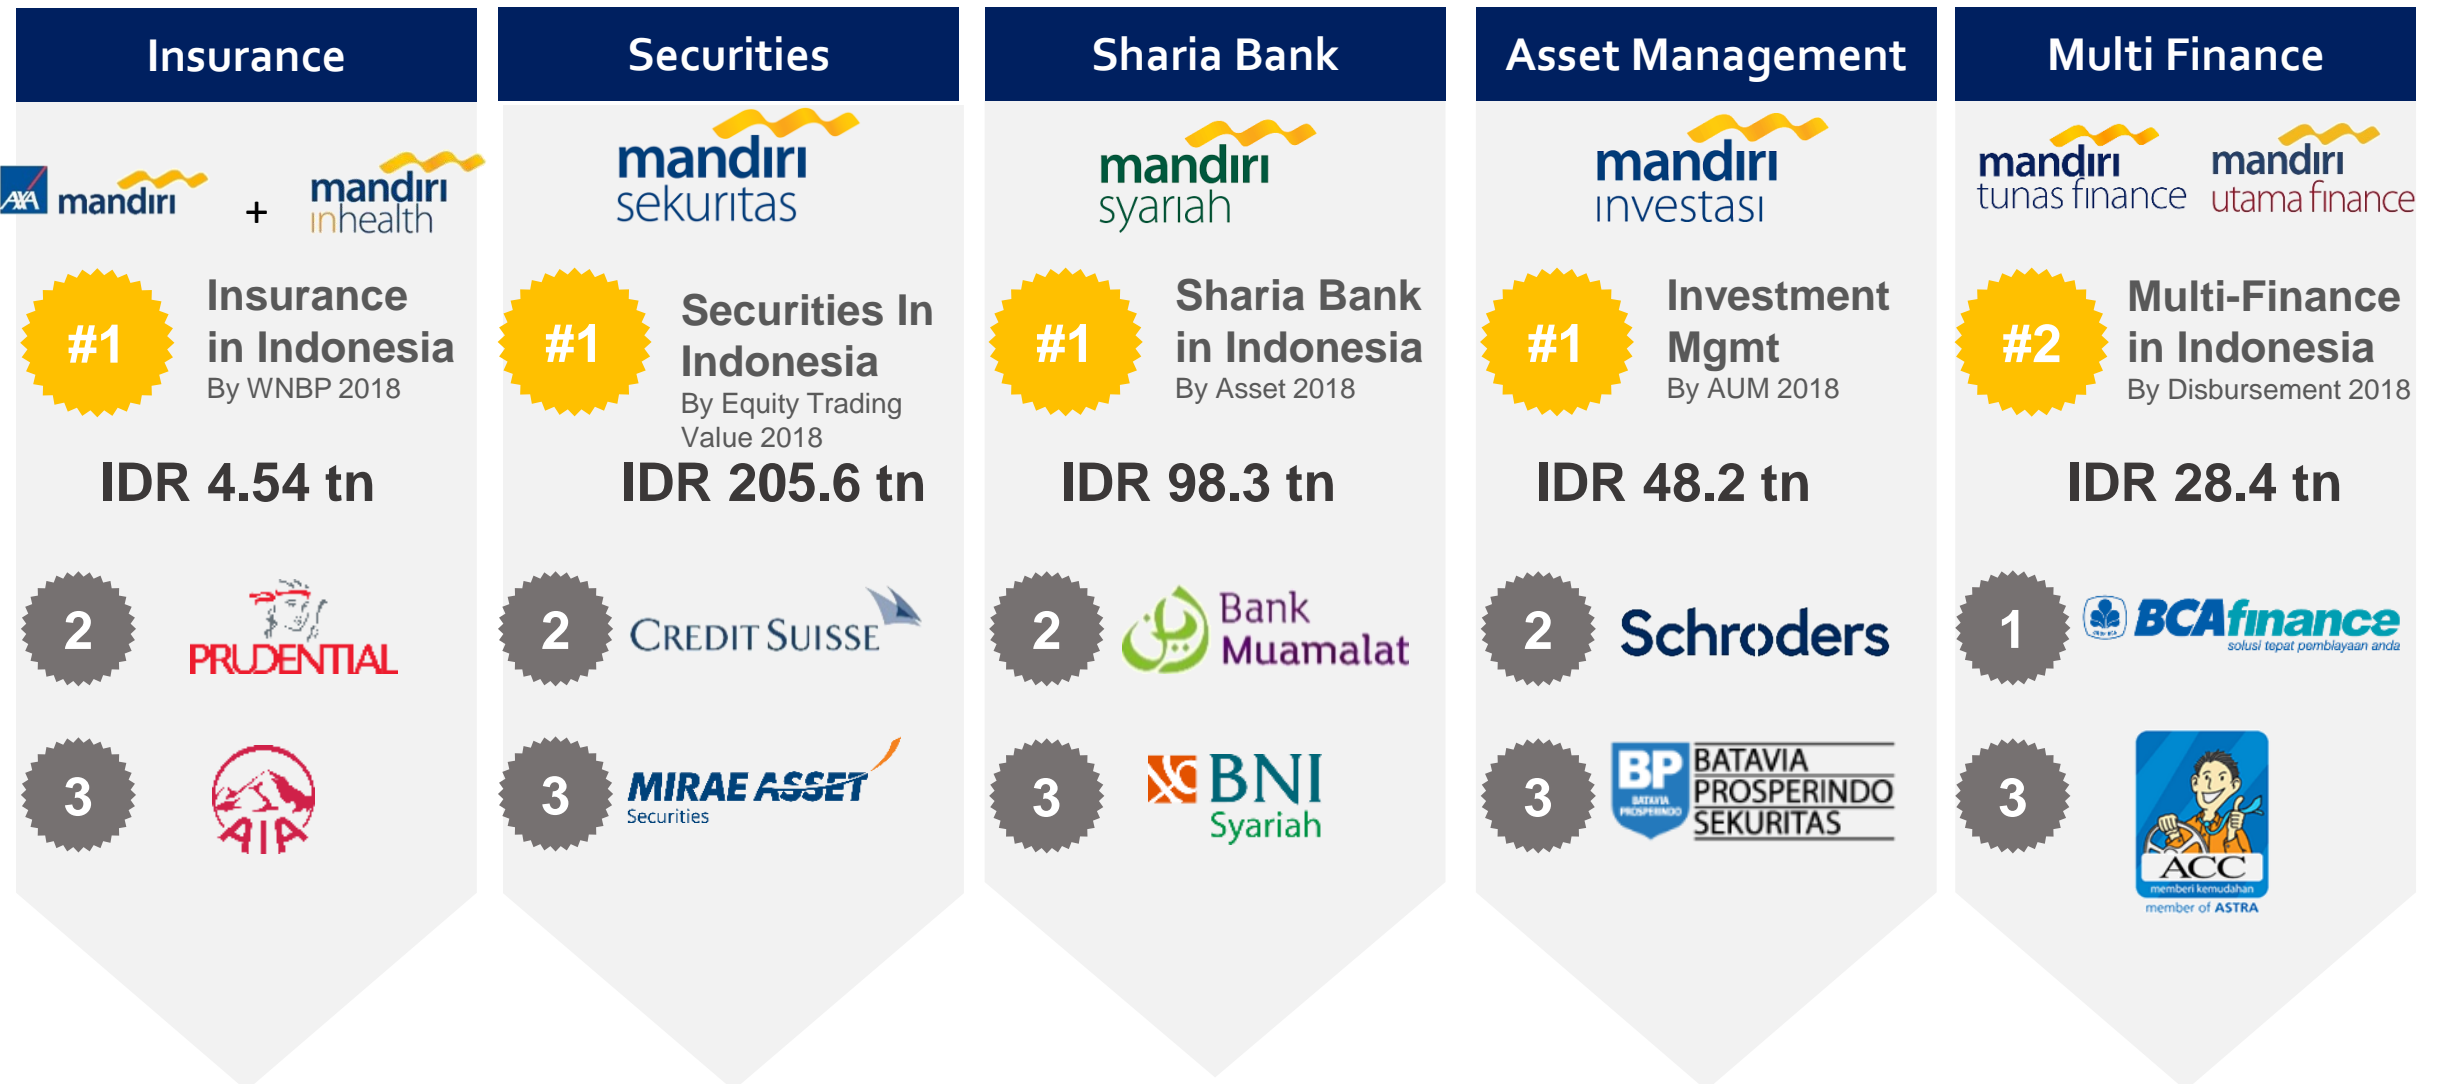 Insurance
AXA mandiri
+
mandiri
inhealth
#1
Insurance
in Indonesia
By WNBP 2018
IDR 4.54 tn
2
PRUDENTIAL
3
AIA
Securities
mandiri
sekuritas
#1
Securities In
Indonesia
By Equity Trading
Value 2018
IDR 205.6 tn
2
CREDIT SUISSE
3
MIRAE ASSET
Securities
Sharia Bank
mandiri
syariah
#1
Sharia Bank
in Indonesia
By Asset 2018
IDR 98.3 tn
2
Bank
Muamalat
3
BNI
Syariah
Asset Management
mandiri
investasi
#1
Investment
Mgmt
By AUM 2018
IDR 48.2 tn
2
Schroders
3
BP
BATAVIA
PROSPERINDO
BATAVIA
PROSPERINDO
SEKURITAS
Multi Finance
mandiri
tunas finance
mandiri
utama finance
#2
Multi-Finance
in Indonesia
By Disbursement 2018
IDR 28.4 tn
1
BCAfinance
solusi tepat pembiayaan anda
3
ACC
memberi kemudahan
member of ASTRA